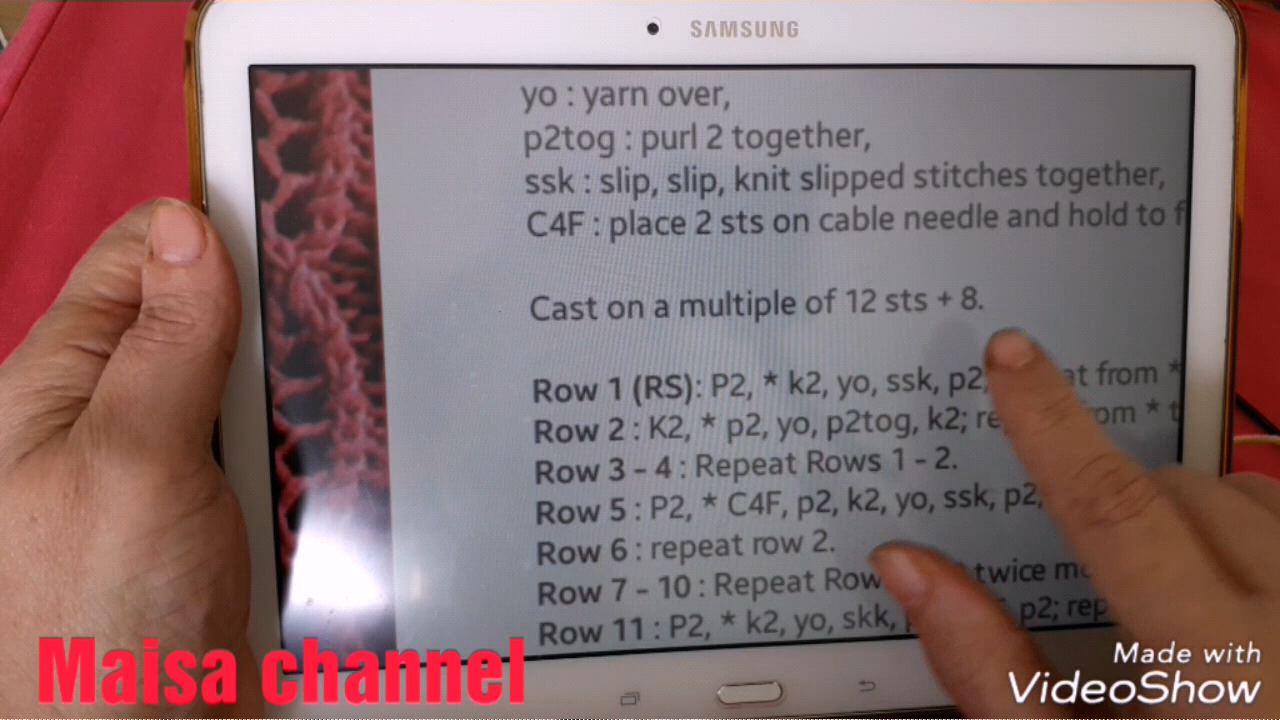 SAMSUNG
yo : yarn over,
p2tog : purl 2 together,
ssk : slip, slip, knit slipped stitches together,
C4F : place 2 sts on cable needle and hold to
Cast on a multiple of 12 sts + 8.
Row 1 (RS): P2, * k2, yo, ssk, p2, from *
Row 2 : K2, * p2, yo, p2tog, k2; from *
Row 3 - 4 : Repeat Rows 1 - 2.
Row 5 : P2, * C4F, p2, k2, yo, ssk, p2,
Row 6 : repeat row 2.
Row 7 - 10 : Repeat twice
Row 11 : P2, * k2, yo, skk, p2;
Maisa channel
Made with
VideoShow